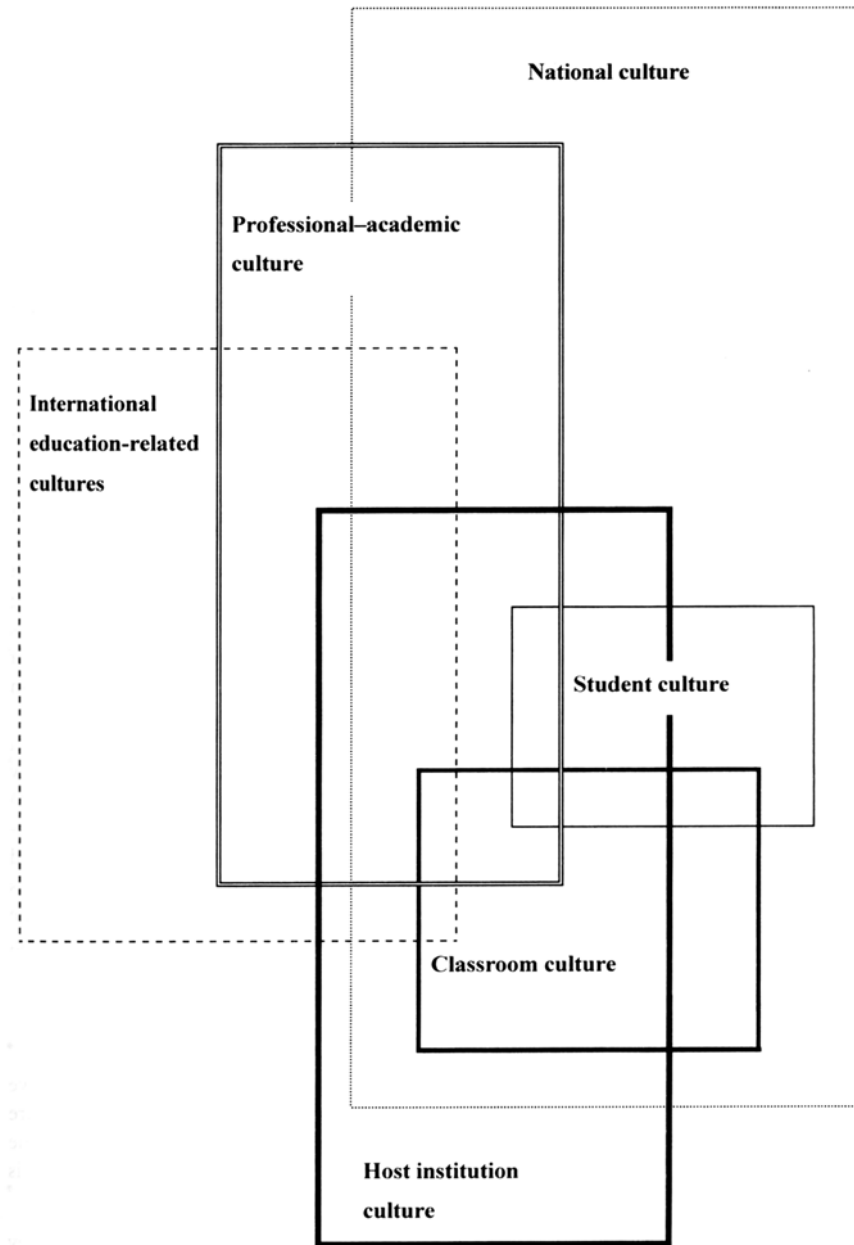 National culture
Professional–academic
culture
International
education-related
cultures
Student culture
Classroom culture
Host institution
culture